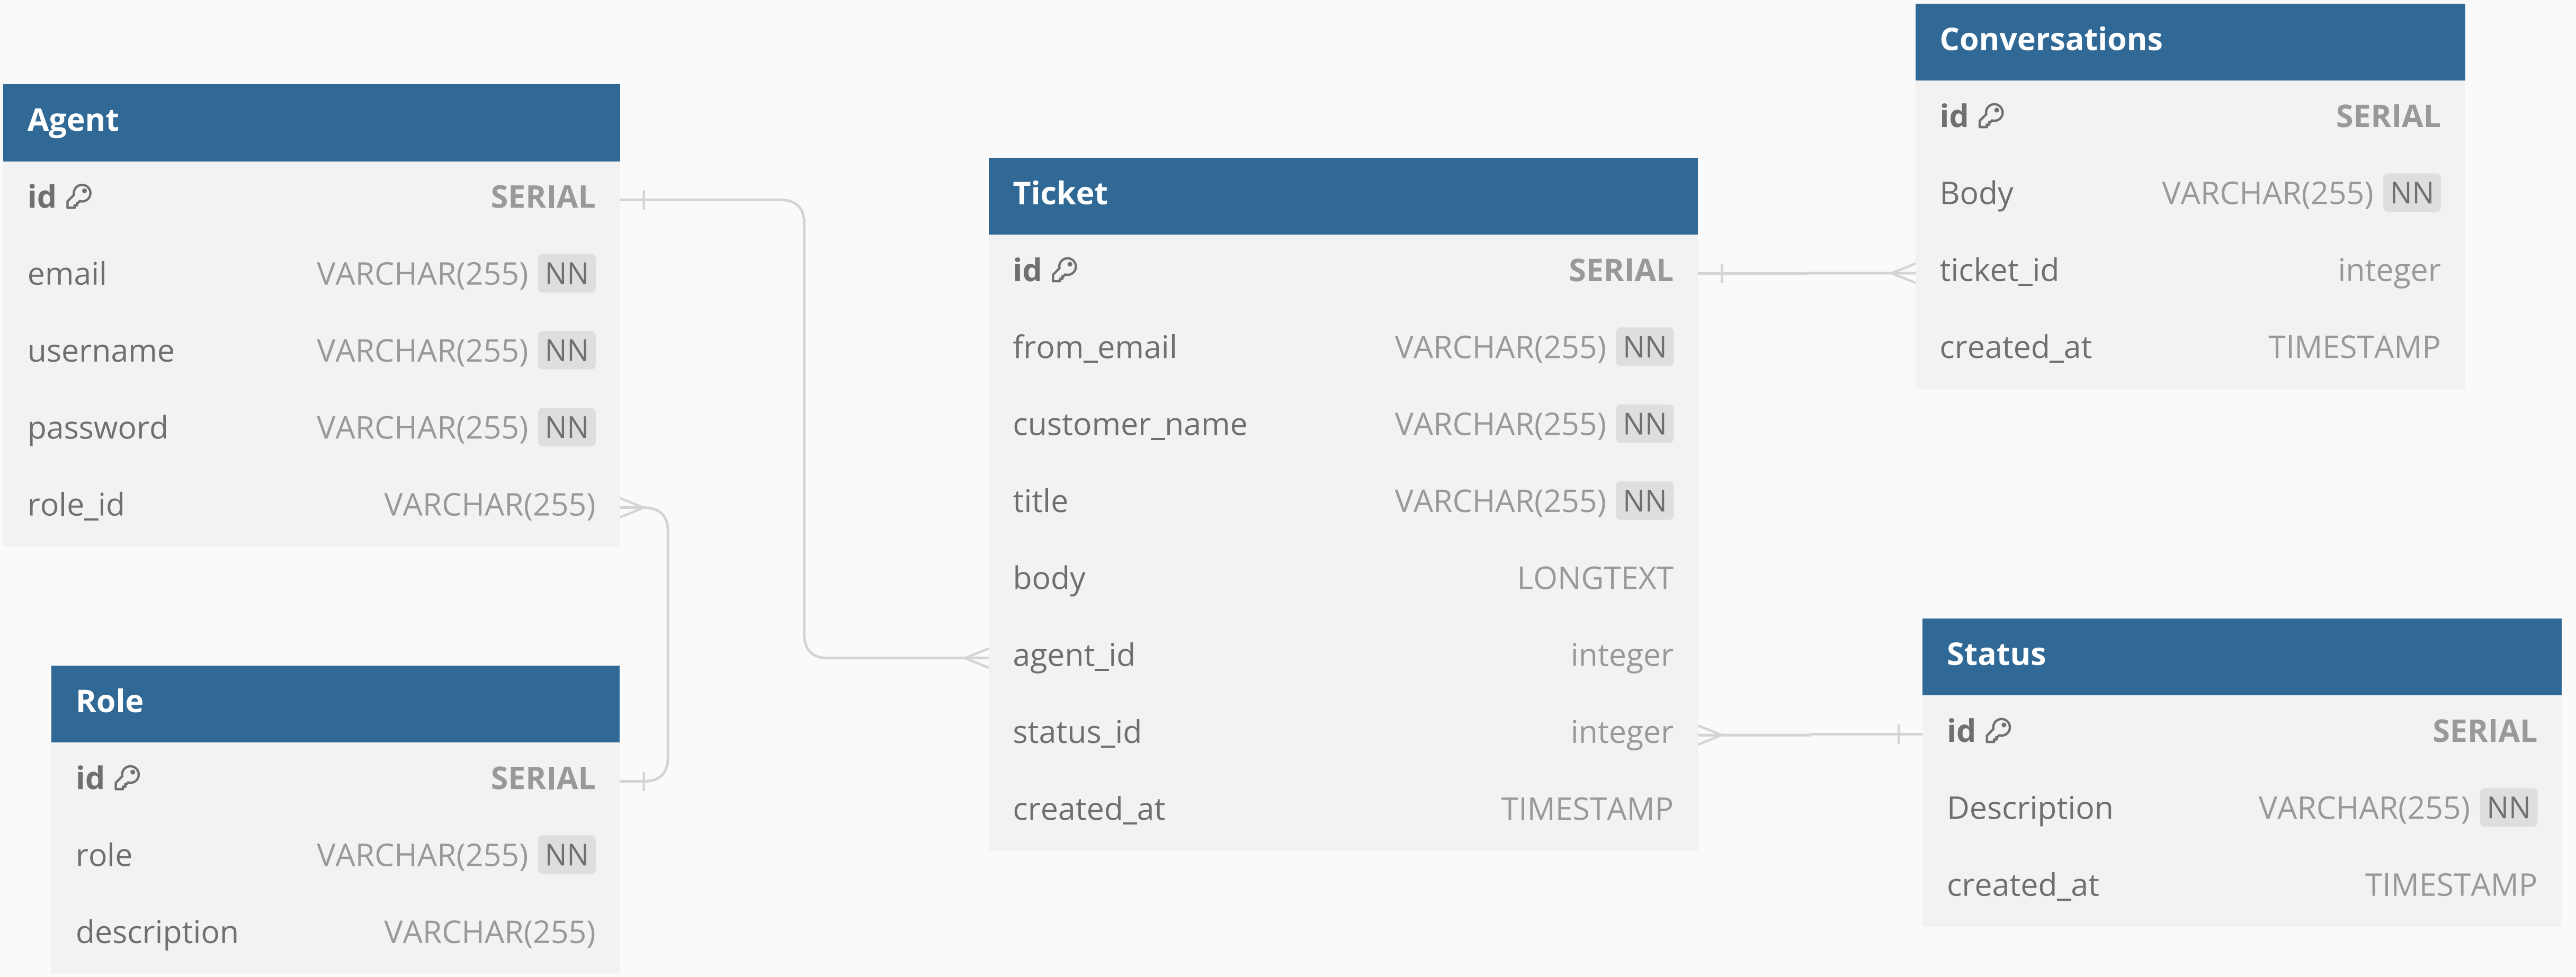 Agent
id SERIAL
email VARCHAR(255) NN
username VARCHAR(255) NN
password VARCHAR(255) NN
role_id VARCHAR(255)
Role
id SERIAL
role VARCHAR(255) NN
description VARCHAR(255)
Ticket
id SERIAL
from_email VARCHAR(255) NN
customer_name VARCHAR(255) NN
title VARCHAR(255) NN
body LONGTEXT
agent_id integer
status_id integer
created_at TIMESTAMP
Conversations
id SERIAL
Body VARCHAR(255) NN
ticket_id integer
created_at TIMESTAMP
Status
id SERIAL
Description VARCHAR(255) NN
created_at TIMESTAMP